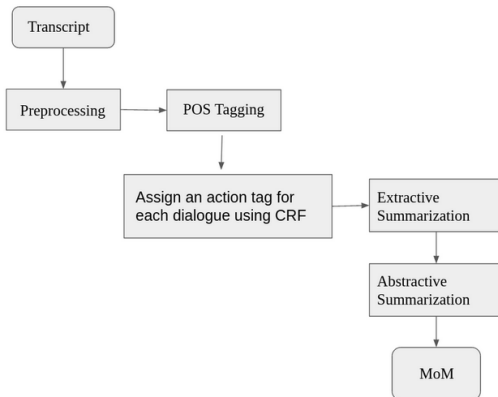 Transcript
Preprocessing
POS Tagging
Assign an action tag for
each dialogue using CRF
Extractive
Summarization
Abstractive
Summarization
MoM